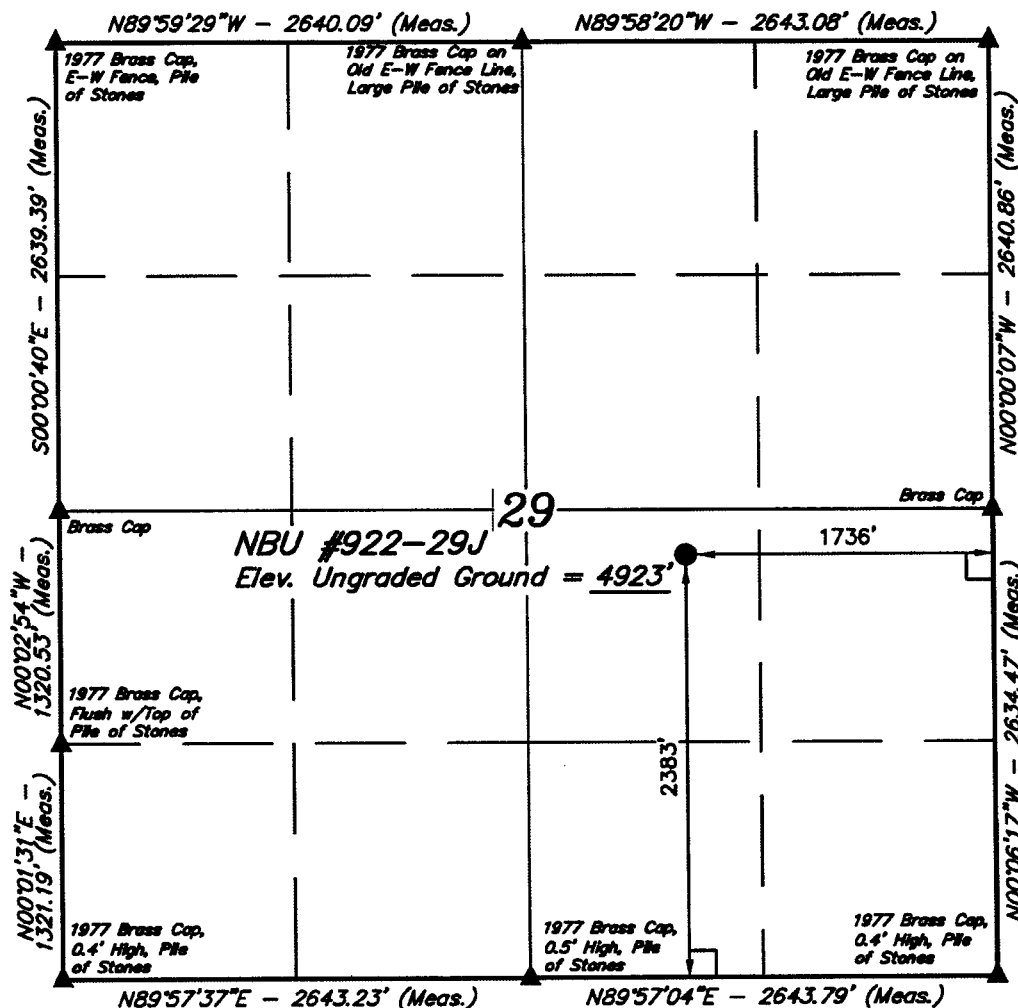 N89°59'29"W - 2640.09' (Meas.)
N89°58'20"W - 2643.08' (Meas.)
1977 Brass Cap,
E-W Fence, Pile
of Stones
1977 Brass Cap on
Old E-W Fence Line,
Large Pile of Stones
1977 Brass Cap on
Old E-W Fence Line,
Large Pile of Stones
S00°00'40"E - 2639.39' (Meas.)
N00°00'07"W - 2640.86' (Meas.)
Brass Cap
29
Brass Cap
NBU #922-29J
Elev. Ungraded Ground = 4923'
1736'
N00°02'54"W -
1320.53' (Meas.)
1977 Brass Cap,
Flush w/Top of
Pile of Stones
2383'
N00°06'17"W - 2634.47' (Meas.)
N00°01'31"E -
1321.19' (Meas.)
1977 Brass Cap,
0.4' High, Pile
of Stones
1977 Brass Cap,
0.5' High, Pile
of Stones
1977 Brass Cap,
0.4' High, Pile
of Stones
N89°57'37"E - 2643.23' (Meas.)
N89°57'04"E - 2643.79' (Meas.)